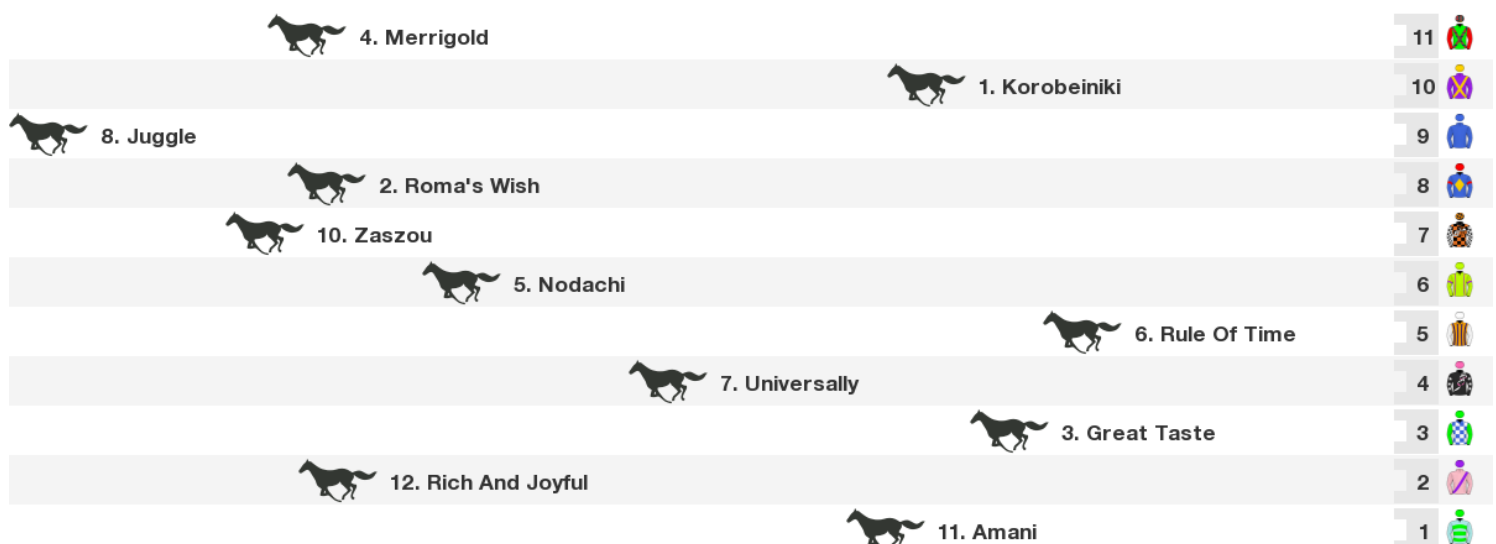 4. Merrigold 11
1. Korobeiniki 10
8. Juggle 9
2. Roma's Wish 8
10. Zaszou 7
5. Nodachi 6
6. Rule Of Time 5
7. Universally 4
3. Great Taste 3
12. Rich And Joyful 2
11. Amani 1